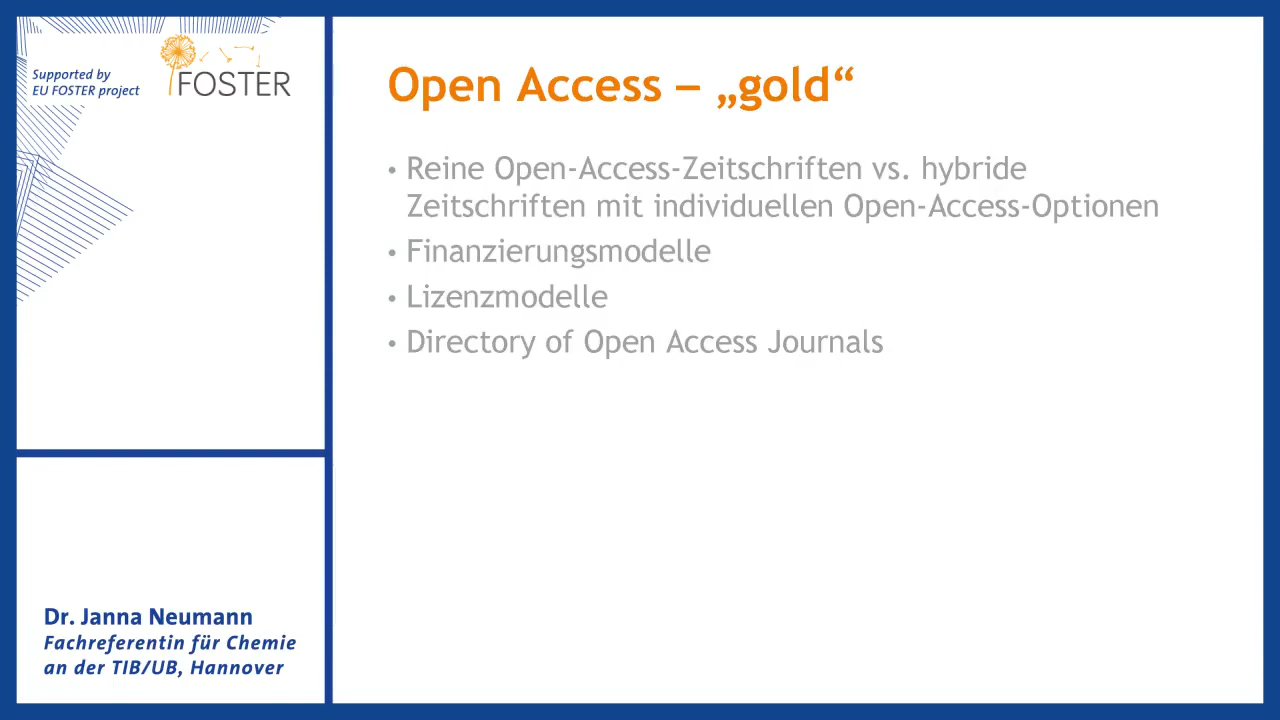 Supported by
EU FOSTER project
FOSTER
Open Access – „gold“
• Reine Open-Access-Zeitschriften vs. hybride
Zeitschriften mit individuellen Open-Access-Optionen
• Finanzierungsmodelle
• Lizenzmodelle
• Directory of Open Access Journals
Dr. Janna Neumann
Fachreferentin für Chemie
an der TIB/UB, Hannover